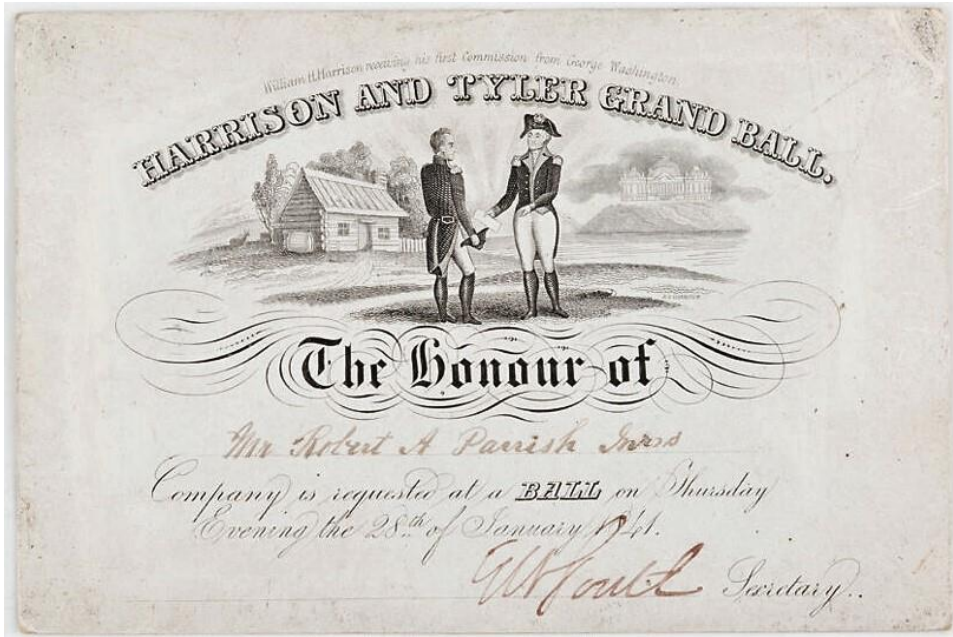 William H. Harrison receiving his first Commission from George Washington.
HARRISON AND TYLER GRAND BALL.
The Honour of
Mr Robert A Parrish
Company is requested at a BALL on Thursday
Evening the 28th of January 1841.
Secretary..